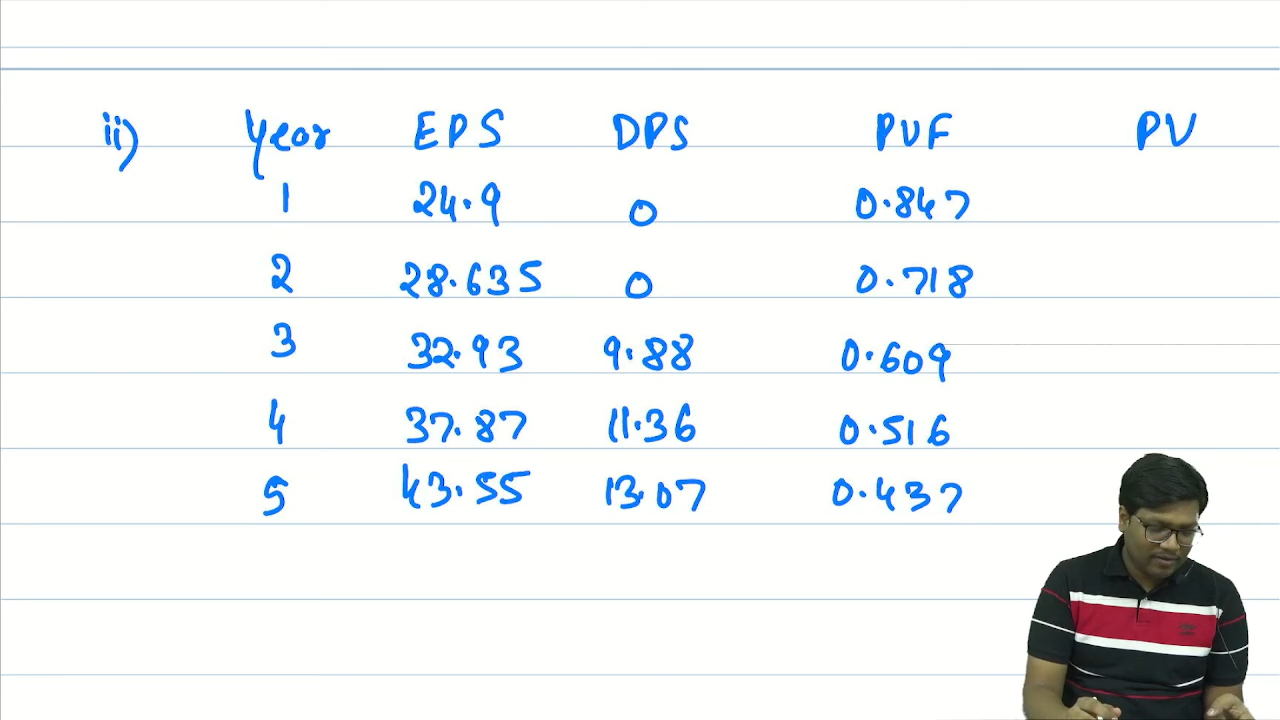 ii) Year EPS DPS PVF PV
1 24.9 0 0.847
2 28.635 0 0.718
3 32.93 9.88 0.609
4 37.87 11.36 0.516
5 43.55 13.07 0.437